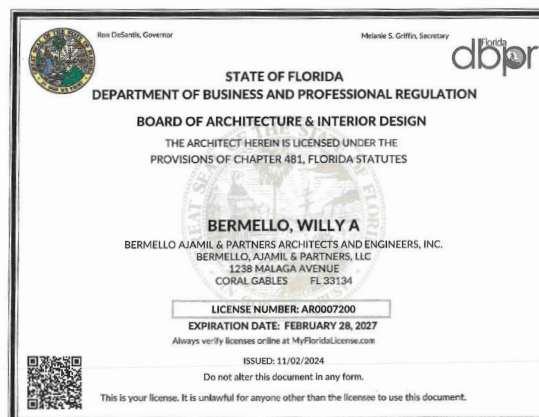 Ron DeSantis, Governor
Melanie S. Griffin, Secretary
Florida
dbpr
STATE OF FLORIDA
DEPARTMENT OF BUSINESS AND PROFESSIONAL REGULATION
BOARD OF ARCHITECTURE & INTERIOR DESIGN
THE ARCHITECT HEREIN IS LICENSED UNDER THE
PROVISIONS OF CHAPTER 481, FLORIDA STATUTES
BERMELLO, WILLY A
BERMELLO AJAMIL & PARTNERS ARCHITECTS AND ENGINEERS, INC.
BERMELLO, AJAMIL & PARTNERS, LLC
1238 MALAGA AVENUE
CORAL GABLES FL 33134
LICENSE NUMBER: AR0007200
EXPIRATION DATE: FEBRUARY 28, 2027
Always verify licenses online at MyFloridaLicense.com
ISSUED: 11/02/2024
Do not alter this document in any form.
This is your license. It is unlawful for anyone other than the licensee to use this document.